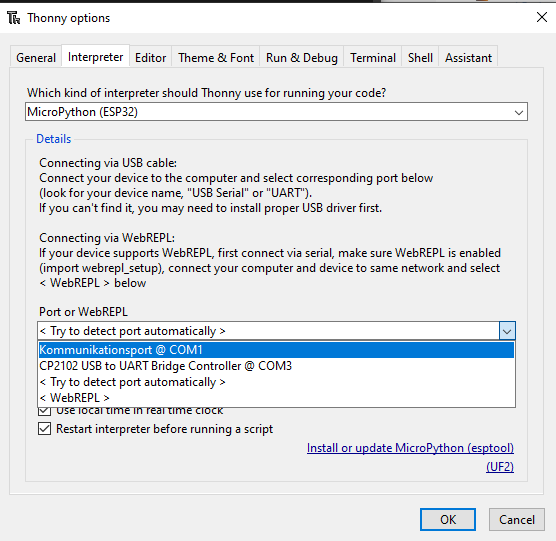 Thonny options
General Interpreter Editor Theme & Font Run & Debug Terminal Shell Assistant
Which kind of interpreter should Thonny use for running your code?
MicroPython (ESP32)
Details
Connecting via USB cable:
Connect your device to the computer and select corresponding port below
(look for your device name, "USB Serial" or "UART").
If you can't find it, you may need to install proper USB driver first.
Connecting via WebREPL:
If your device supports WebREPL, first connect via serial, make sure WebREPL is enabled
(import webrepl_setup), connect your computer and device to same network and select
< WebREPL > below
Port or WebREPL
< Try to detect port automatically >
Kommunikationsport @ COM1
CP2102 USB to UART Bridge Controller @ COM3
< Try to detect port automatically >
< WebREPL >
Use local time in real time clock
Restart interpreter before running a script
Install or update MicroPython (esptool)
(UF2)
OK Cancel